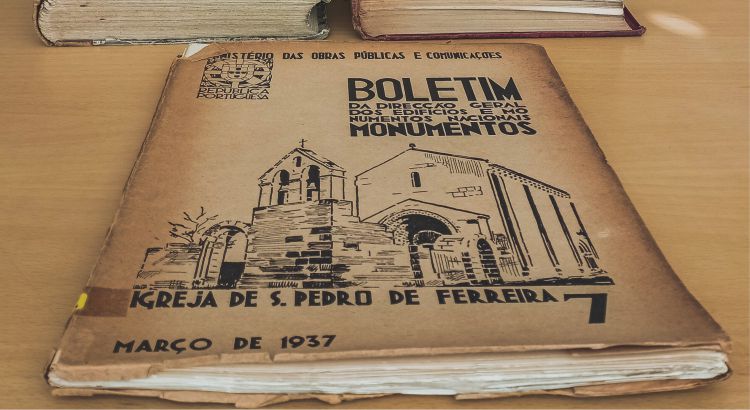 MINISTÉRIO DAS OBRAS PÚBLICAS E COMUNICAÇÕES
REPÚBLICA
PORTUGUESA
BOLETIM
DA DIRECÇÃO GERAL
DOS EDIFICIOS E MO
NUMENTOS NACIONAIS
MONUMENTOS
IGREJA DE S. PEDRO DE FERREIRA 7
MARÇO DE 1937